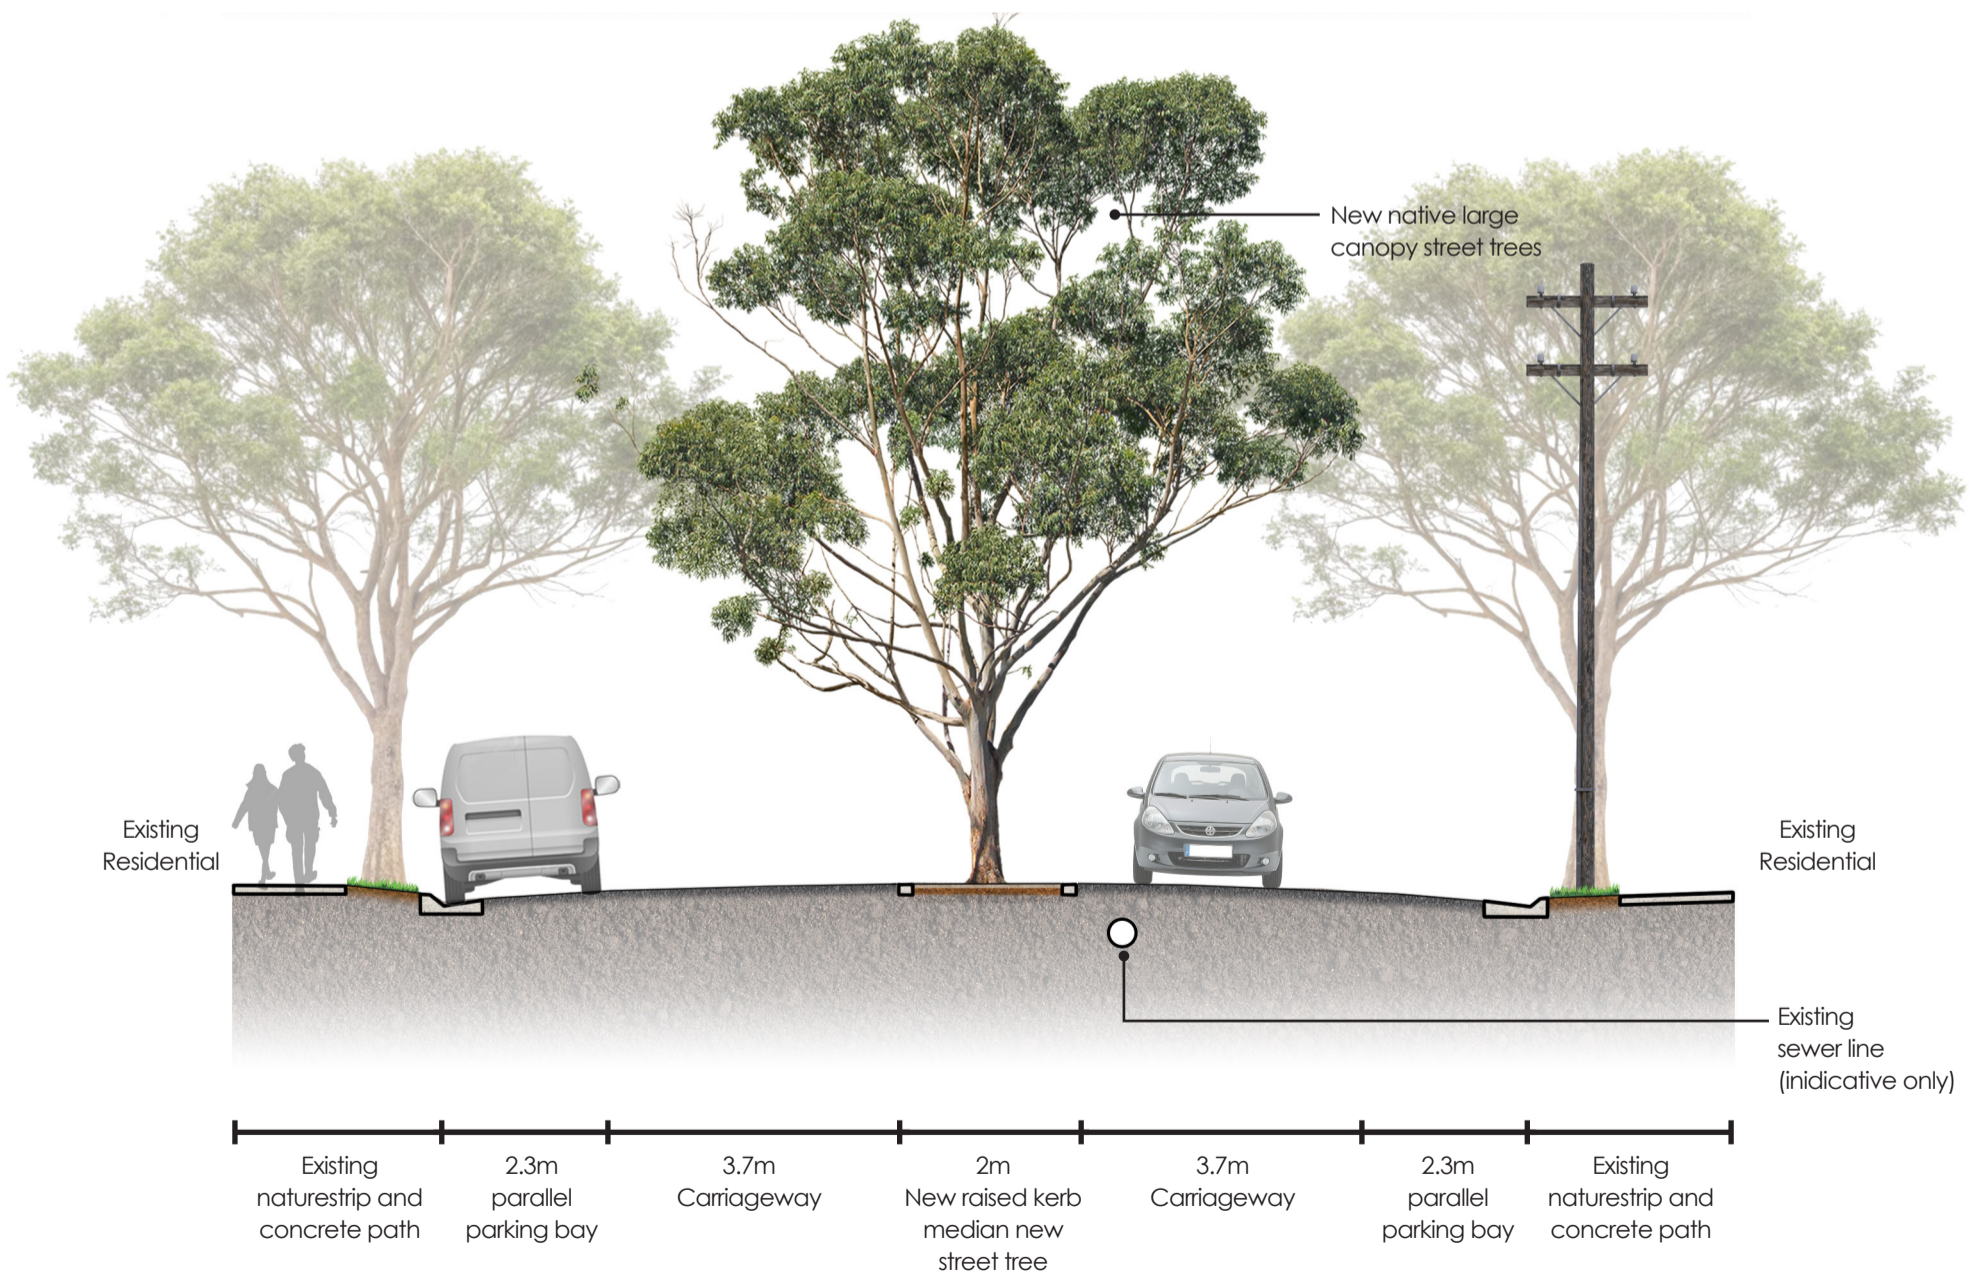 New native large
canopy street trees
Existing
Residential
Existing
Residential
Existing
sewer line
(inidicative only)
Existing
naturestrip and
concrete path
2.3m
parallel
parking bay
3.7m
Carriageway
2m
New raised kerb
median new
street tree
3.7m
Carriageway
2.3m
parallel
parking bay
Existing
naturestrip and
concrete path